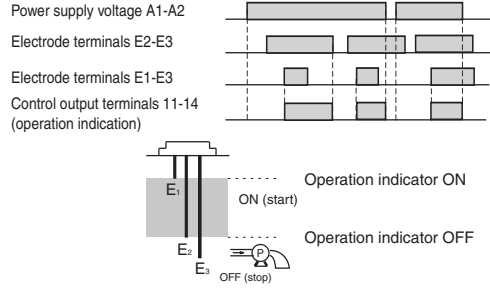 Power supply voltage A1-A2
Electrode terminals E2-E3
Electrode terminals E1-E3
Control output terminals 11-14
(operation indication)
E1
Operation indicator ON
ON (start)
E2
Operation indicator OFF
P
E3
OFF (stop)